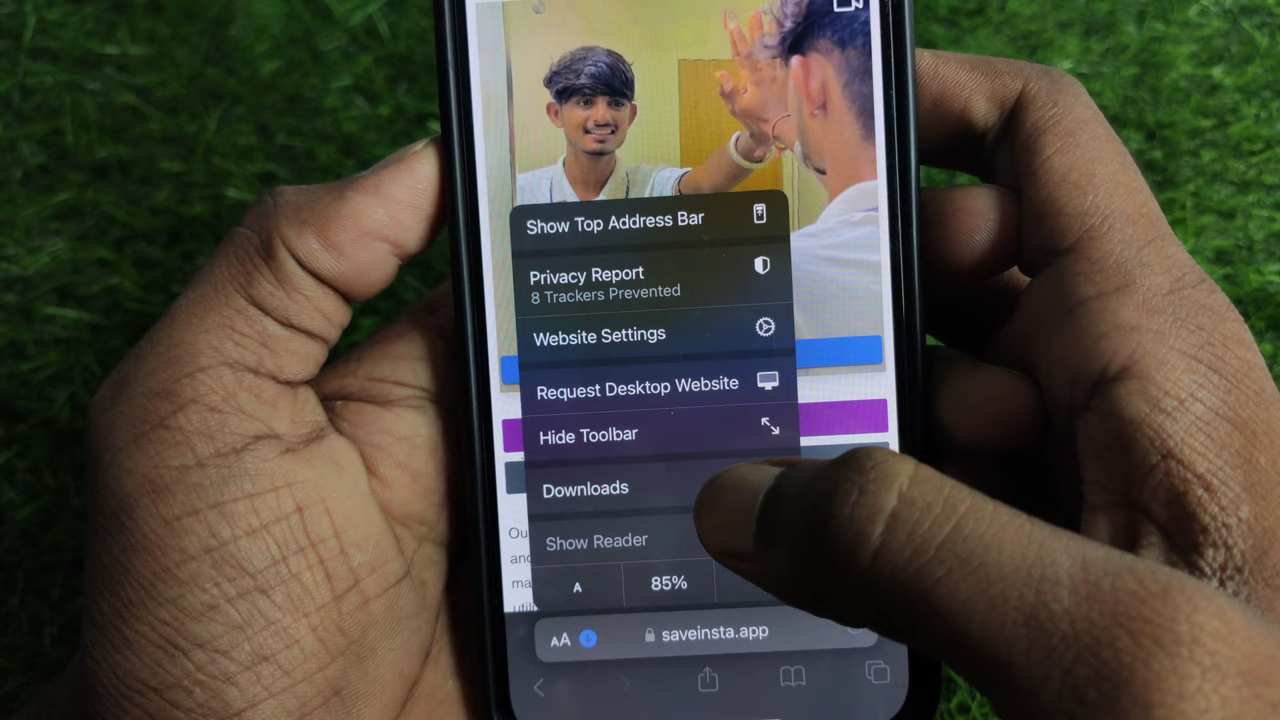 Show Top Address Bar
Privacy Report
8 Trackers Prevented
Website Settings
Request Desktop Website
Hide Toolbar
Downloads
Show Reader
A
85%
AA
saveinsta.app